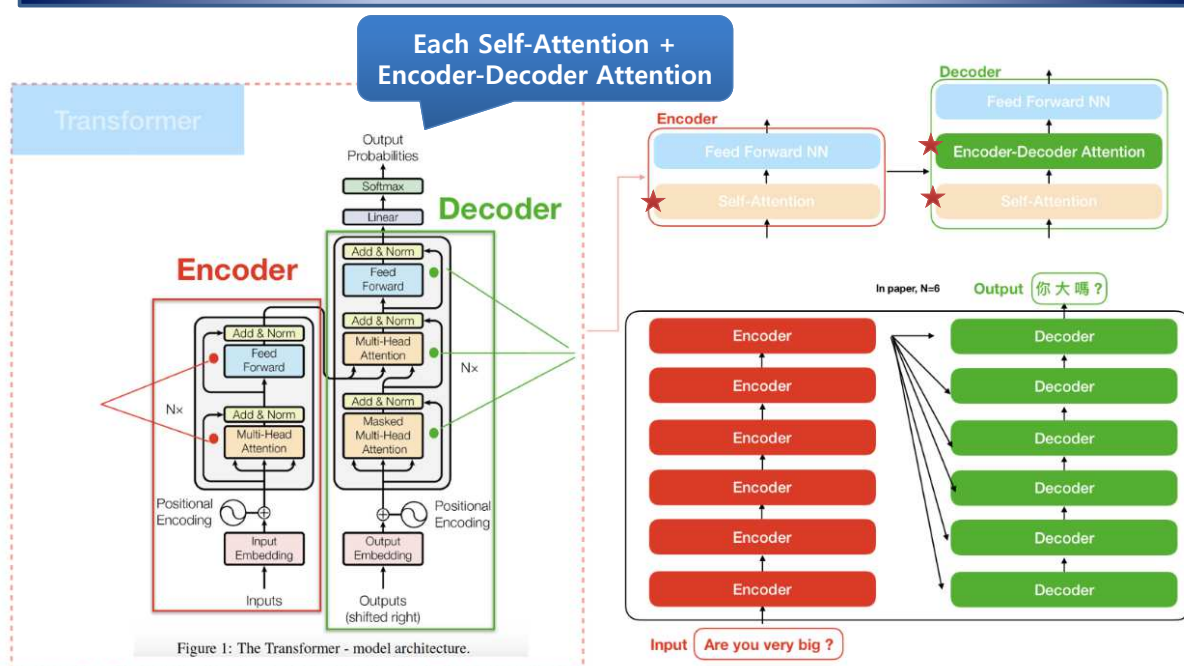 Each Self-Attention +
Encoder-Decoder Attention
Transformer
Output
Probabilities
Softmax
Linear
Decoder
Encoder
Add & Norm
Feed
Forward
Add & Norm
Multi-Head
Attention
N×
Add & Norm
Masked
Multi-Head
Attention
Add & Norm
Feed
Forward
N×
Add & Norm
Multi-Head
Attention
Positional
Encoding
Positional
Encoding
Input
Embedding
Output
Embedding
Inputs
Outputs
(shifted right)
Figure 1: The Transformer - model architecture.
Encoder
Feed Forward NN
Self-Attention
Decoder
Feed Forward NN
Encoder-Decoder Attention
Self-Attention
In paper, N=6
Output
你大嗎?
Encoder
Encoder
Encoder
Encoder
Encoder
Encoder
Decoder
Decoder
Decoder
Decoder
Decoder
Decoder
Input
Are you very big ?